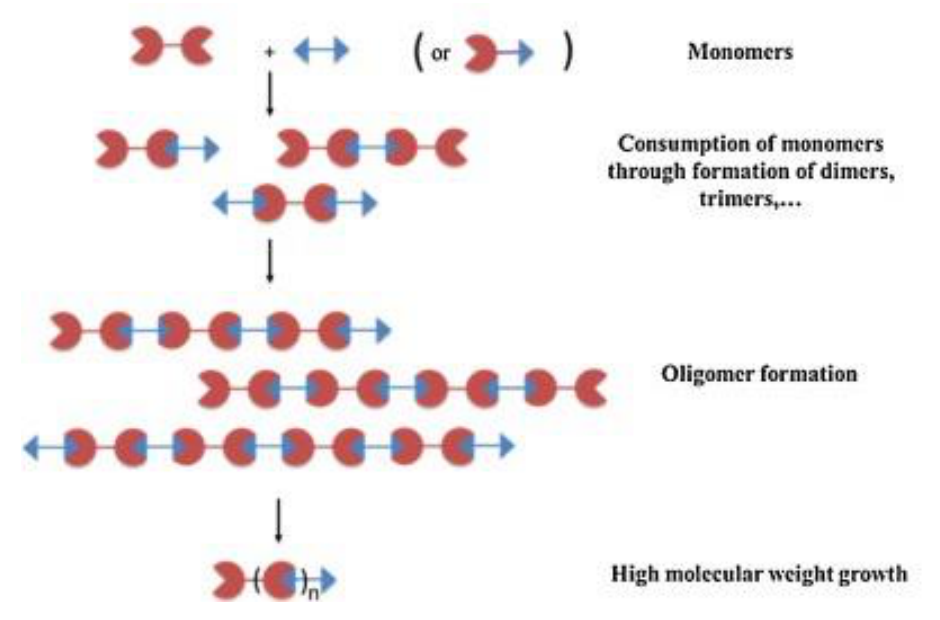 + ( or ) Monomers
Consumption of monomers
through formation of dimers,
trimers,...
Oligomer formation
( )n High molecular weight growth